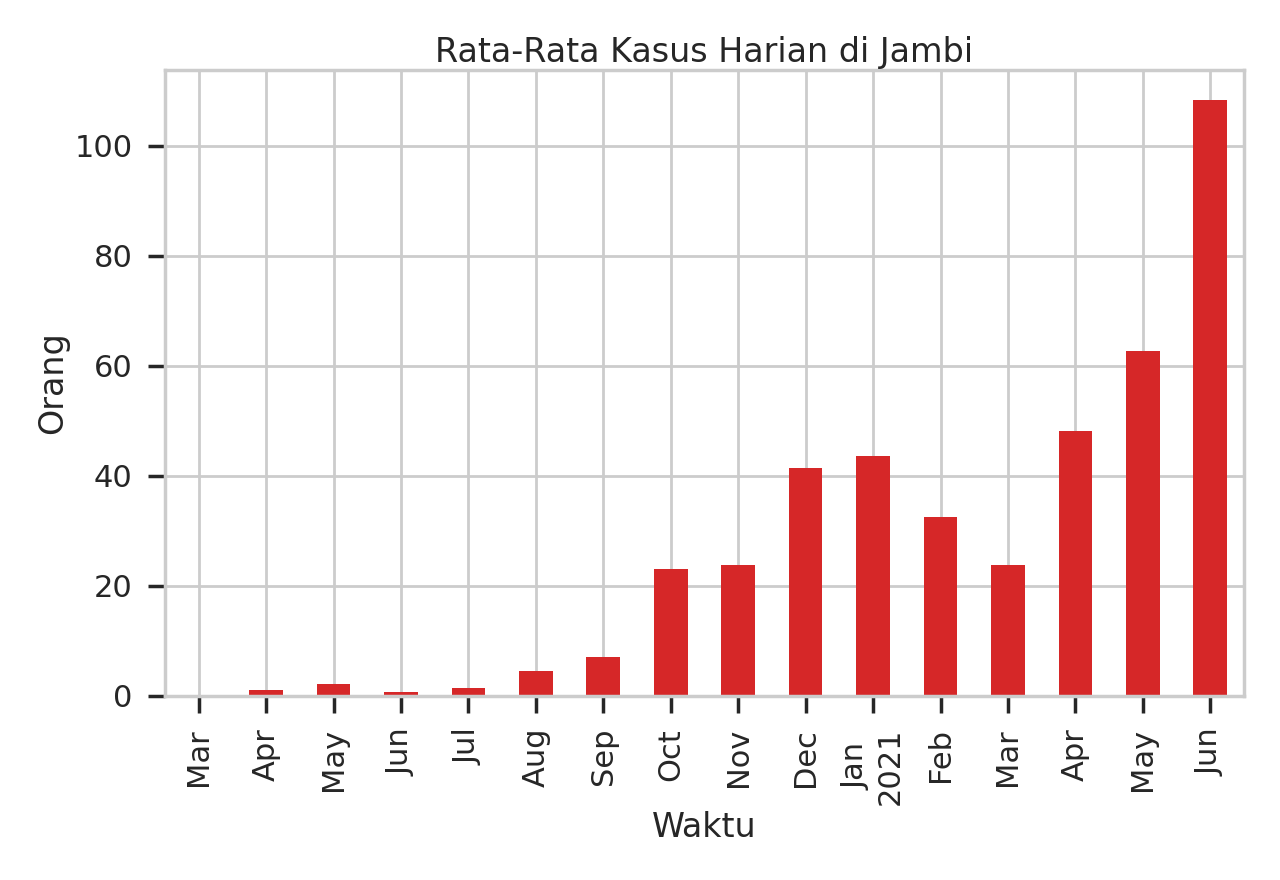 Rata-Rata Kasus Harian di Jambi
Orang
100
80
60
40
20
0
Mar
Apr
May
Jun
Jul
Aug
Sep
Oct
Nov
Dec
Jan
2021
Feb
Mar
Apr
May
Jun
Waktu